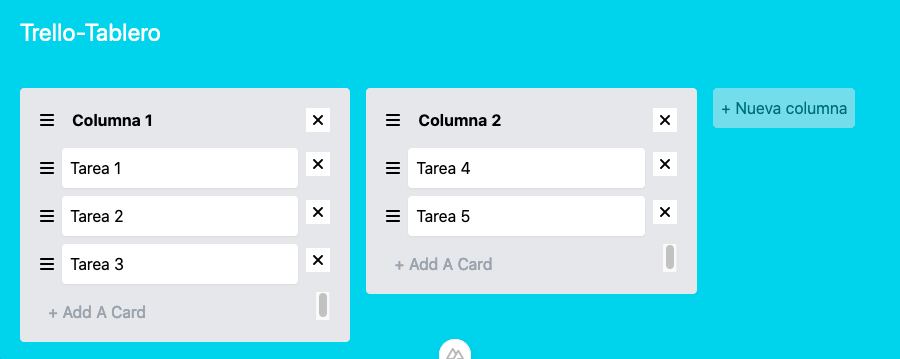 Trello-Tablero
Columna 1
Tarea 1
Tarea 2
Tarea 3
+ Add A Card
Columna 2
Tarea 4
Tarea 5
+ Add A Card
+ Nueva columna